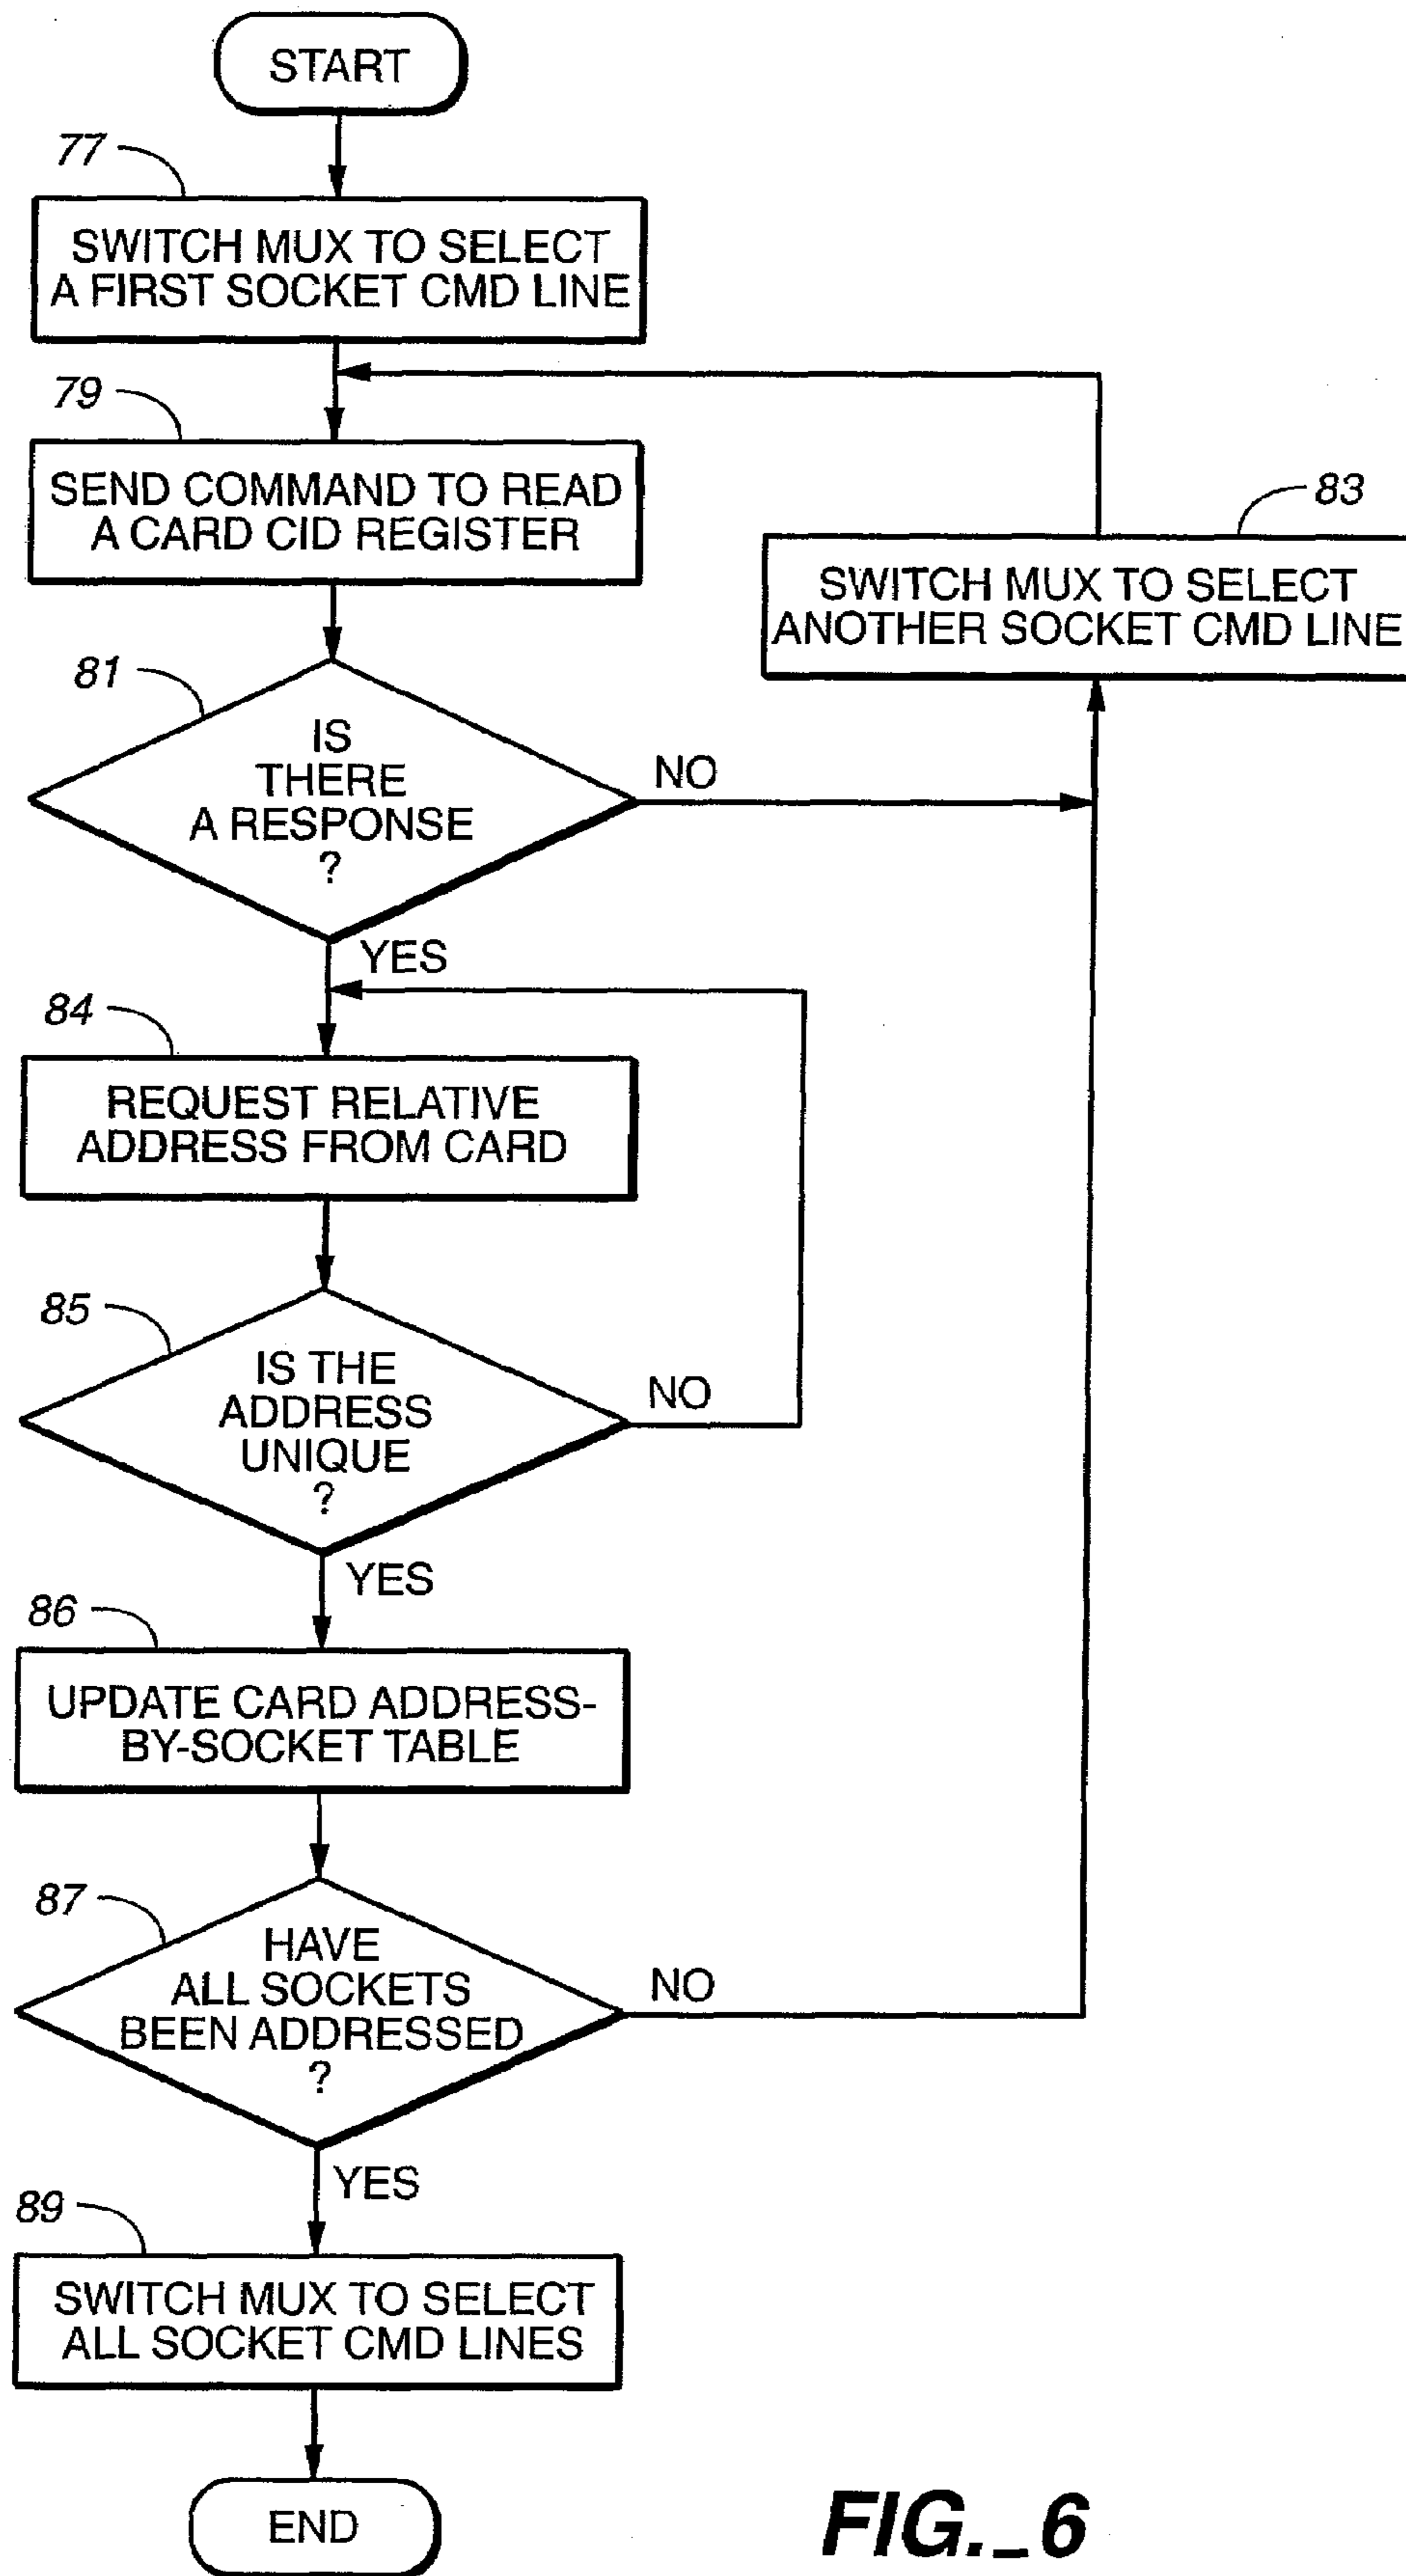 START
77
SWITCH MUX TO SELECT
A FIRST SOCKET CMD LINE
79
SEND COMMAND TO READ
A CARD CID REGISTER
83
SWITCH MUX TO SELECT
ANOTHER SOCKET CMD LINE
81
IS
THERE
A RESPONSE
?
NO
YES
84
REQUEST RELATIVE
ADDRESS FROM CARD
85
IS THE
ADDRESS
UNIQUE
?
NO
YES
86
UPDATE CARD ADDRESS-
BY-SOCKET TABLE
87
HAVE
ALL SOCKETS
BEEN ADDRESSED
?
NO
YES
89
SWITCH MUX TO SELECT
ALL SOCKET CMD LINES
END
FIG._6